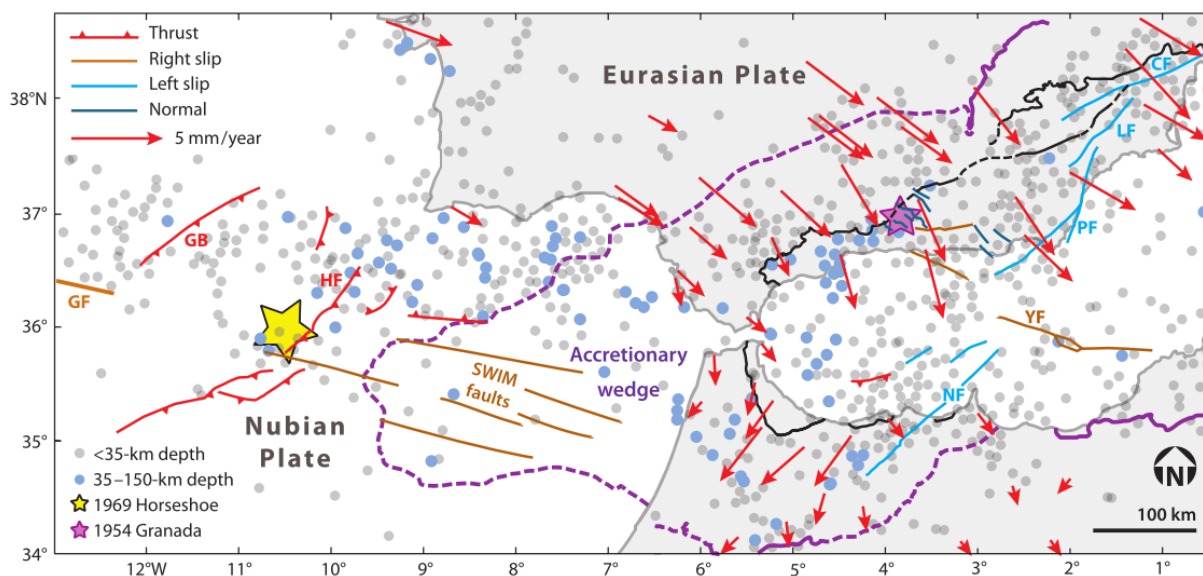 Thrust
Right slip
Left slip
Normal
5 mm/year
Eurasian Plate
CF
LF
PF
GB
HF
GF
YF
NF
SWIM
faults
Accretionary
wedge
Nubian
Plate
<35-km depth
35–150-km depth
1969 Horseshoe
1954 Granada
N
100 km
38°N
37°
36°
35°
34°
12°W 11° 10° 9° 8° 7° 6° 5° 4° 3° 2° 1°